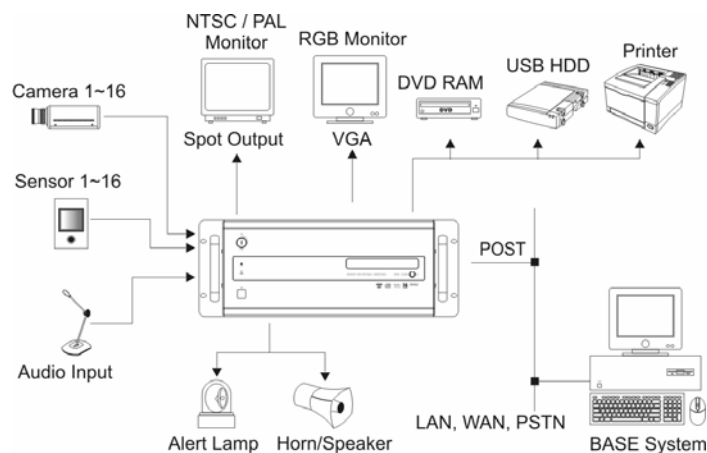 NTSC / PAL
Monitor
RGB Monitor
DVD RAM
USB HDD
Printer
Camera 1~16
DVD
Spot Output
VGA
Sensor 1~16
POST
Audio Input
LAN, WAN, PSTN
Alert Lamp
Horn/Speaker
BASE System